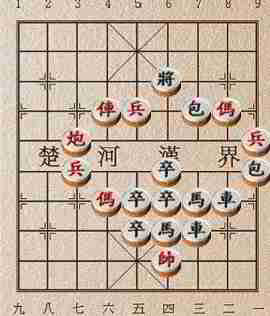 1 2 3 4 5 6 7 8 9
將
俥 兵 包 傌
炮 兵
楚 河 漢 界
兵 卒 包
傌 卒 卒 馬 車
卒 馬 車
帥
九 八 七 六 五 四 三 二 一